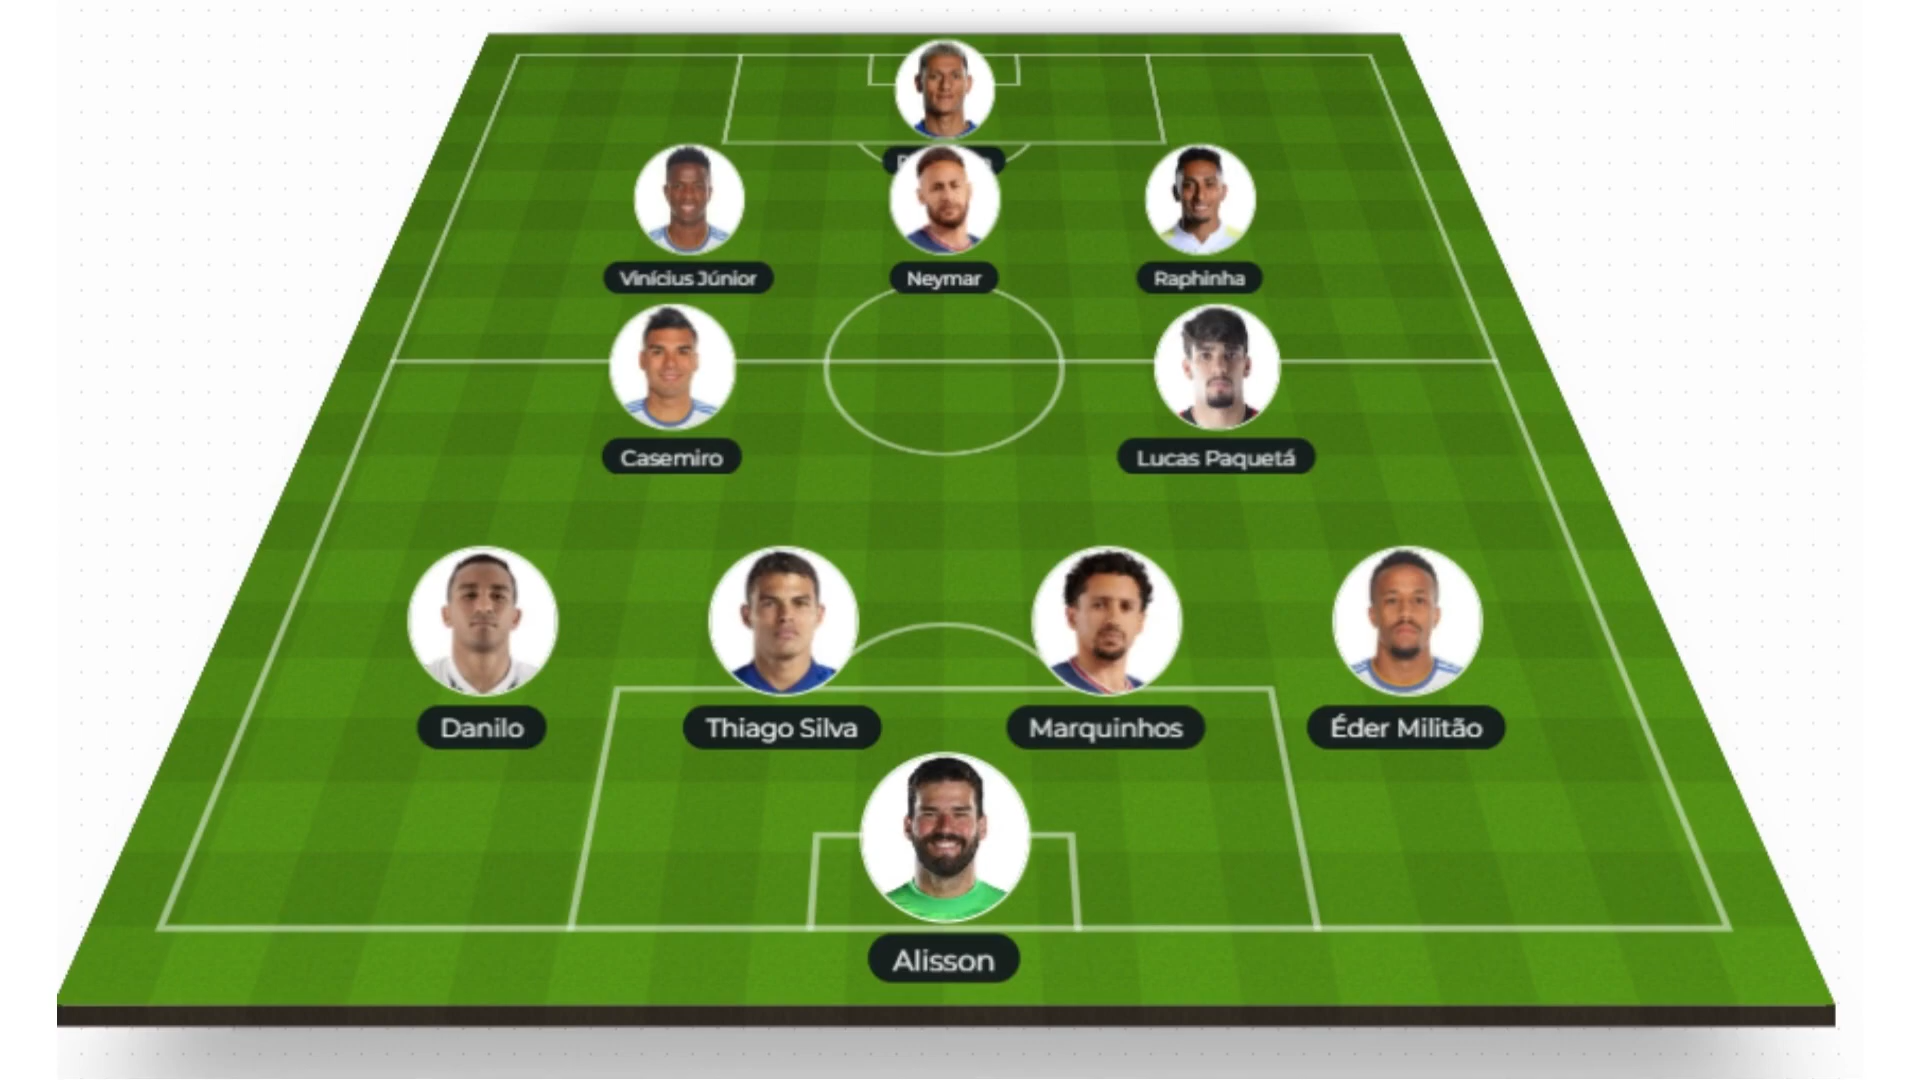 Vinícius Júnior
Neymar
Raphinha
Casemiro
Lucas Paquetá
Danilo
Thiago Silva
Marquinhos
Éder Militão
Alisson